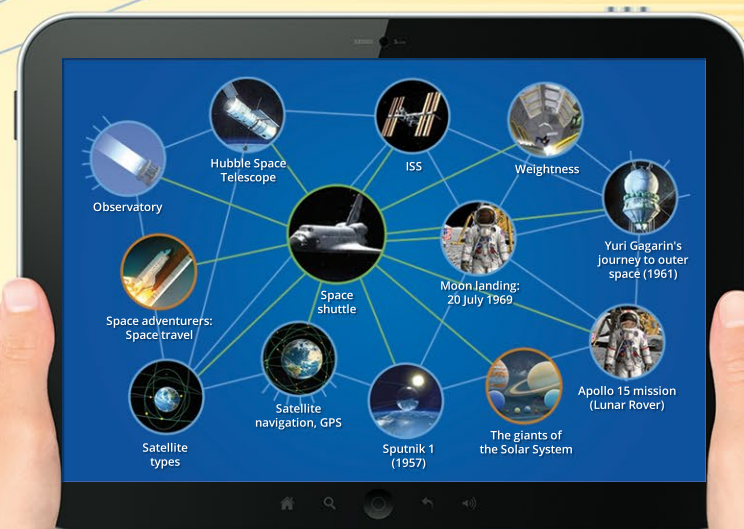 Hubble Space
Telescope
ISS
Weightness
Observatory
Yuri Gagarin's
journey to outer
space (1961)
Moon landing:
20 July 1969
Space
shuttle
Space adventurers:
Space travel
Apollo 15 mission
(Lunar Rover)
Satellite
navigation, GPS
Satellite
types
Sputnik 1
(1957)
The giants of
the Solar System